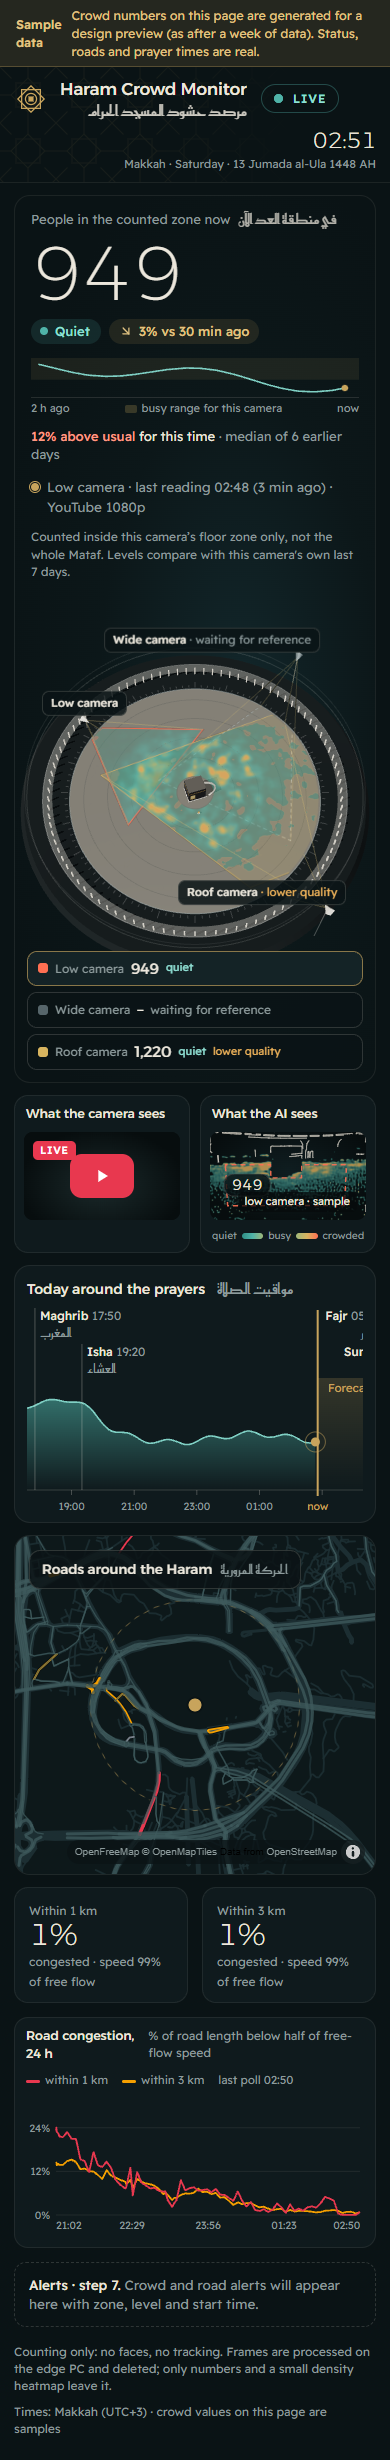 Sample data
Crowd numbers on this page are generated for a
design preview (as after a week of data). Status,
roads and prayer times are real.
Haram Crowd Monitor
مرصد حشود المسجد الحرام
LIVE
02:51
Makkah · Saturday · 13 Jumada al-Ula 1448 AH
People in the counted zone now في منطقة العد الآن
949
Quiet
↘ 3% vs 30 min ago
2 h ago
busy range for this camera
now
12% above usual for this time · median of 6 earlier
days
Low camera · last reading 02:48 (3 min ago) ·
YouTube 1080p
Counted inside this camera's floor zone only, not the
whole Mataf. Levels compare with this camera's own last
7 days.
Wide camera · waiting for reference
Low camera
Roof camera · lower quality
Low camera 949 quiet
Wide camera – waiting for reference
Roof camera 1,220 quiet lower quality
What the camera sees
LIVE
What the AI sees
949
low camera · sample
quiet busy crowded
Today around the prayers مواقيت الصلاة
Maghrib 17:50
المغرب
Isha 19:20
العشاء
Fajr 05
Sun
Foreca
19:00 21:00 23:00 01:00 now
Roads around the Haram الحركة المرورية
OpenFreeMap © OpenMapTiles Data from OpenStreetMap
Within 1 km
1%
congested · speed 99%
of free flow
Within 3 km
1%
congested · speed 99%
of free flow
Road congestion, 24 h
% of road length below half of free-
flow speed
within 1 km within 3 km last poll 02:50
24%
12%
0%
21:02 22:29 23:56 01:23 02:50
Alerts · step 7. Crowd and road alerts will appear
here with zone, level and start time.
Counting only: no faces, no tracking. Frames are processed on
the edge PC and deleted; only numbers and a small density
heatmap leave it.
Times: Makkah (UTC+3) · crowd values on this page are
samples